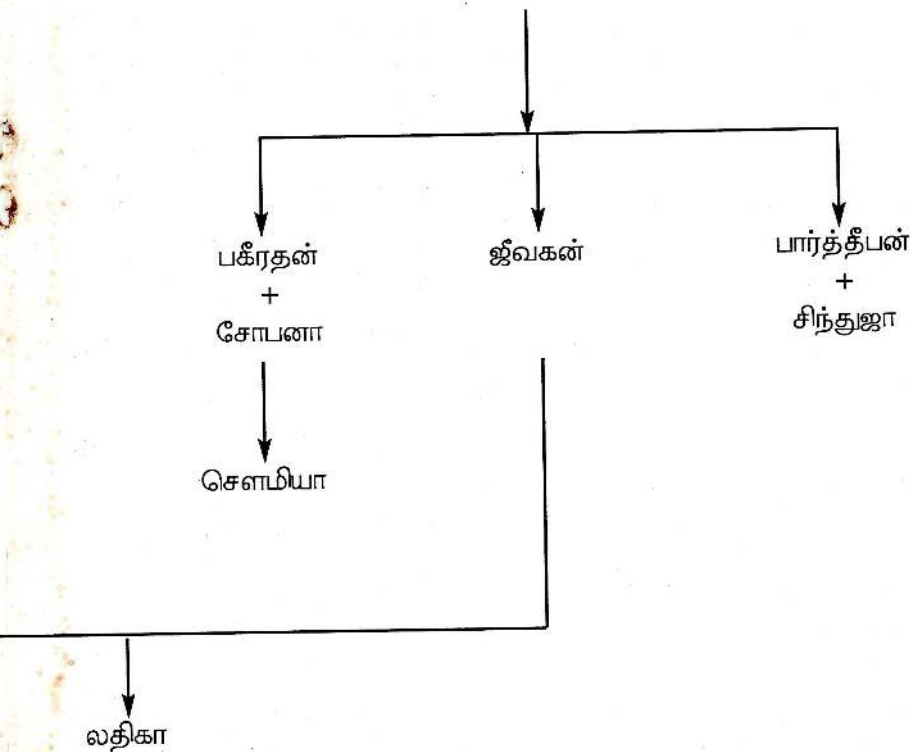 பகீரதன் ஜீவகன் பார்த்தீபன்
+ +
சோபனா சிந்துஜா
சௌமியா
லதிகா